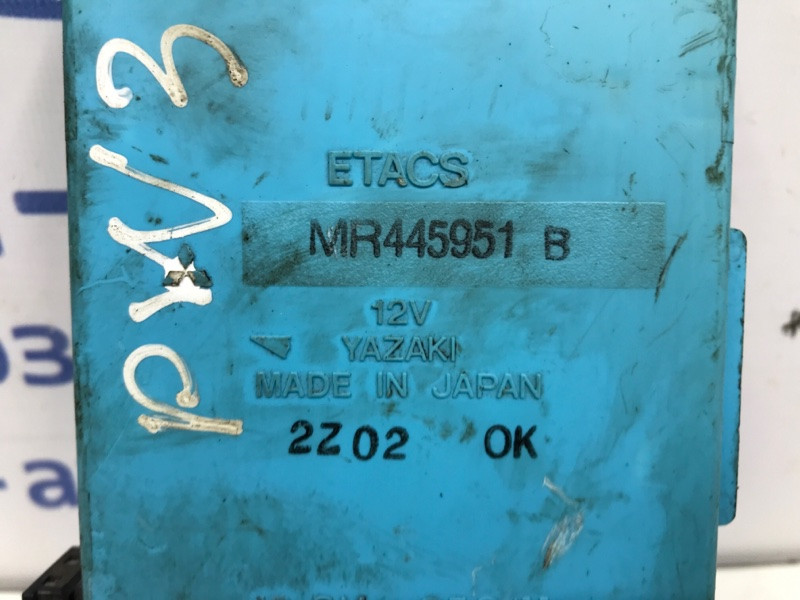 ETACS
MR445951 B
12V
YAZAKI
MADE IN JAPAN
2Z02 OK